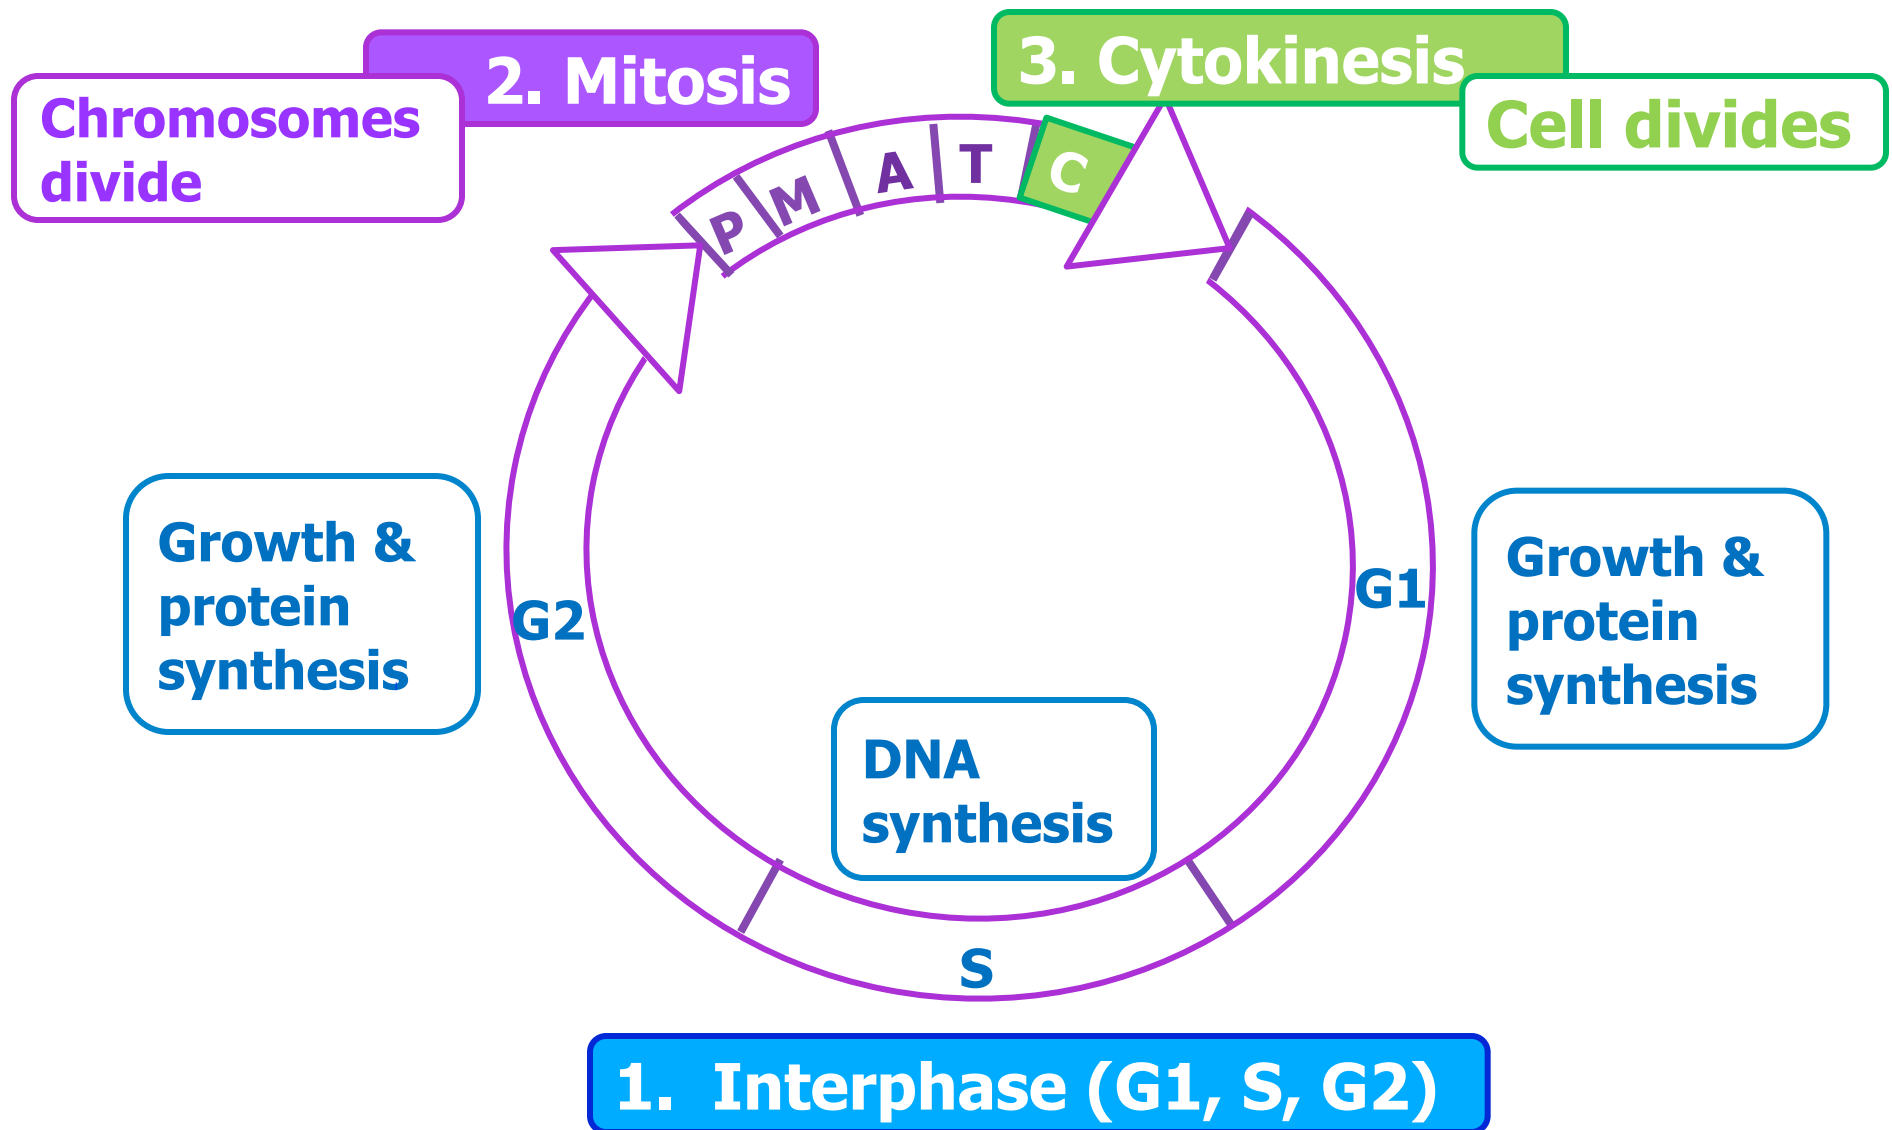 2. Mitosis
Chromosomes
divide
3. Cytokinesis
Cell divides
P
M
A
T
C
Growth &
protein
synthesis
G2
G1
Growth &
protein
synthesis
DNA
synthesis
S
1. Interphase (G1, S, G2)